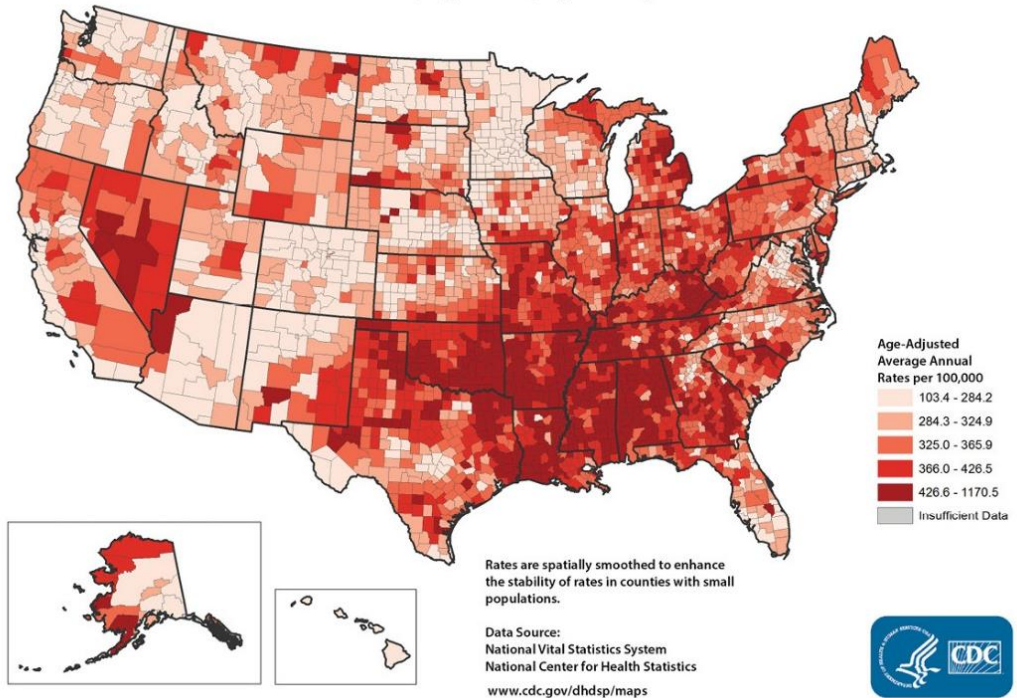 Age-Adjusted
Average Annual
Rates per 100,000
103.4 - 284.2
284.3 - 324.9
325.0 - 365.9
366.0 - 426.5
426.6 - 1170.5
Insufficient Data
Rates are spatially smoothed to enhance
the stability of rates in counties with small
populations.
Data Source:
National Vital Statistics System
National Center for Health Statistics
www.cdc.gov/dhdsp/maps
CDC